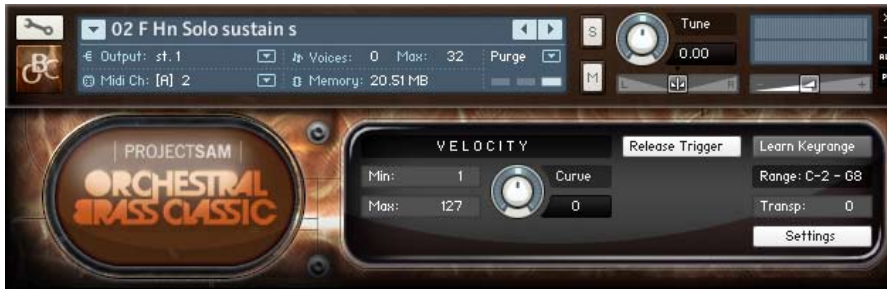 02 F Hn Solo sustain s
S
Tune
Output: st.1
Voices: 0 Max: 32
Purge
0.00
Midi Ch: [A] 2
Memory: 20.51 MB
M
L
R
-
+
OBC
PROJECTSAM
ORCHESTRAL
BRASS CLASSIC
VELOCITY
Release Trigger
Learn Keyrange
Min: 1
Curve
Range: C-2 - G8
Max: 127
0
Transp: 0
Settings